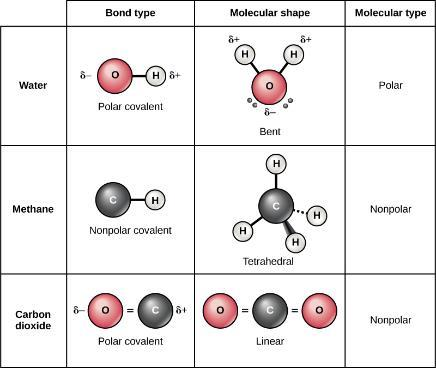 Bond type Molecular shape Molecular type
δ+ δ+
H H
Water δ– O H δ+ O Polar
Polar covalent δ–
Bent
H
Methane C H C H Nonpolar
Nonpolar covalent H H
Tetrahedral
Carbon dioxide δ– O = C δ+ O = C = O Nonpolar
Polar covalent Linear